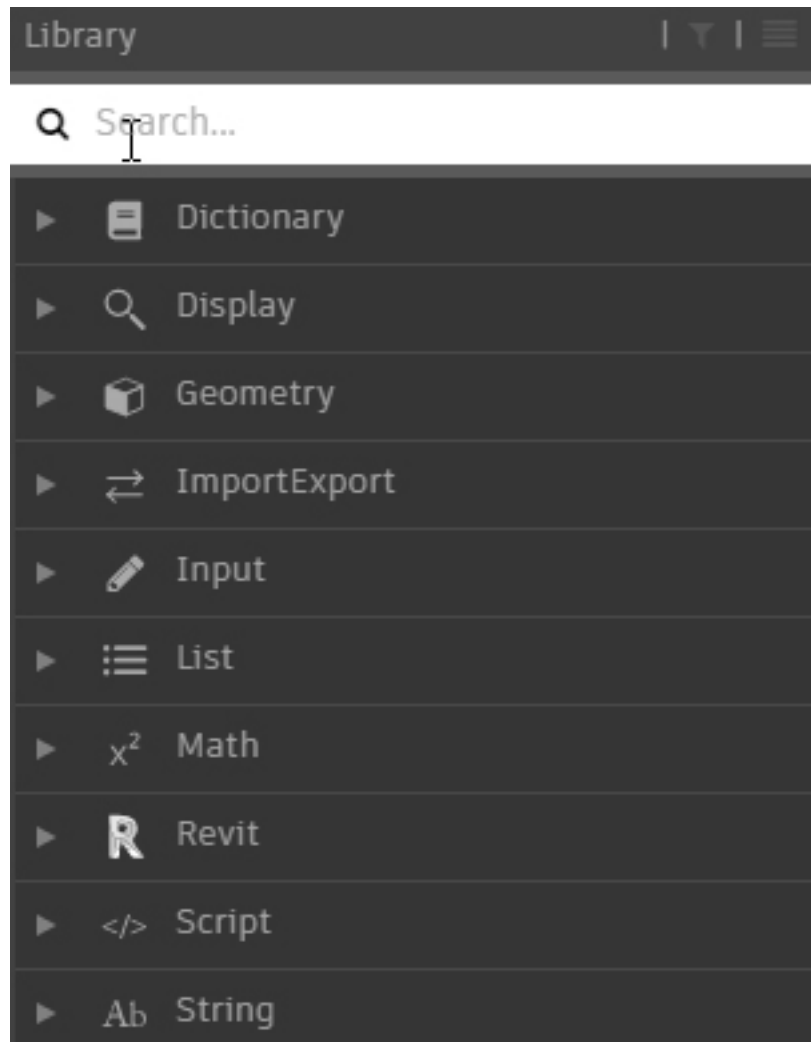 Library
Search...
Dictionary
Display
Geometry
ImportExport
Input
List
x² Math
R Revit
</> Script
Ab String